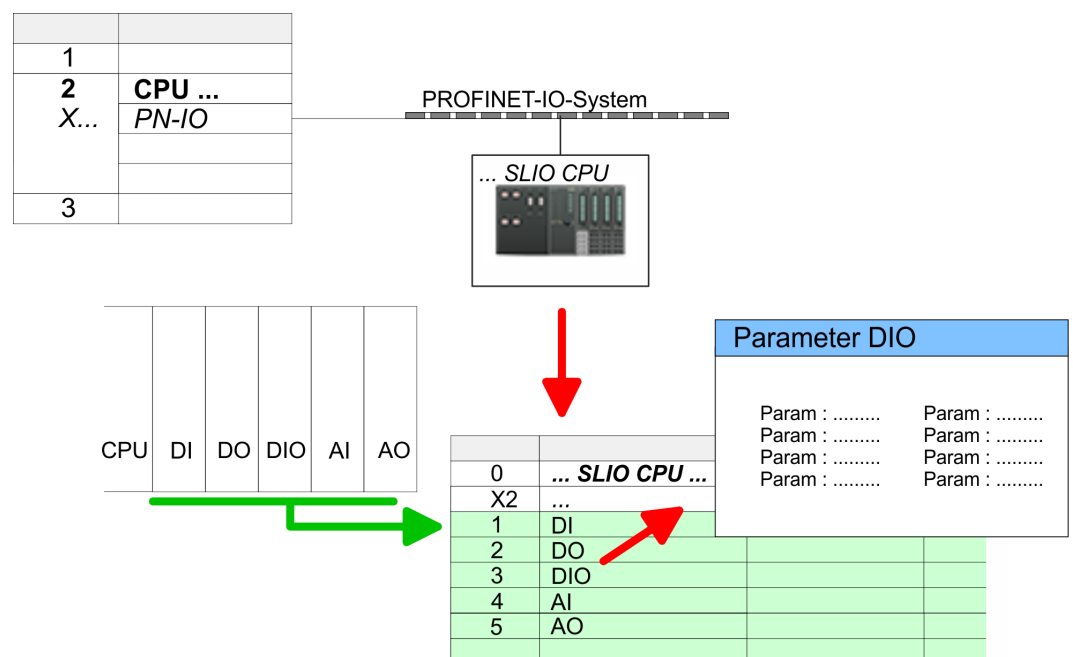 1
2 CPU ...
X... PN-IO
3
PROFINET-IO-System
... SLIO CPU
CPU DI DO DIO AI AO
0 ... SLIO CPU ...
X2 ...
1 DI
2 DO
3 DIO
4 AI
5 AO
Parameter DIO
Param : ......... Param : .........
Param : ......... Param : .........
Param : ......... Param : .........
Param : ......... Param : .........